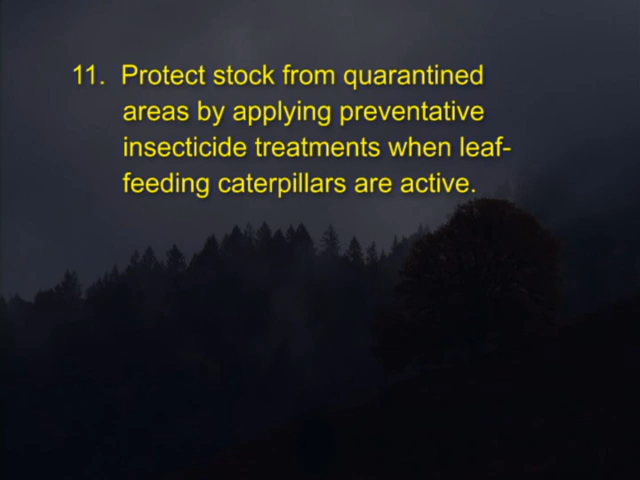 11. Protect stock from quarantined
areas by applying preventative
insecticide treatments when leaf-
feeding caterpillars are active.